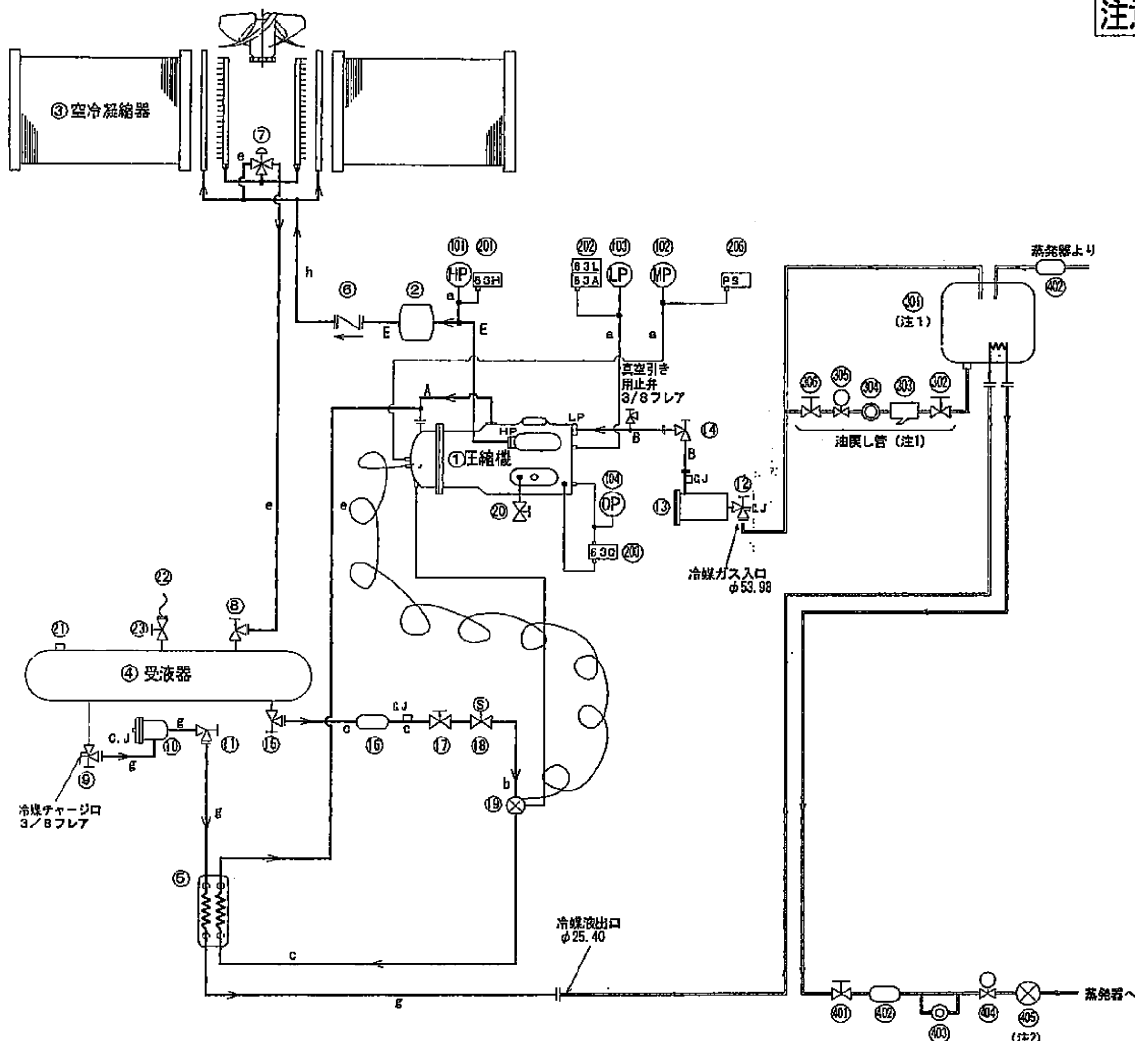 注意
③空冷凝縮器
⑦
e
h
⑥
②
E
E
101
201
HP
63H
a
202
103
102
206
63L
63A
LP
MP
PS
a
a
蒸発器より
402
301
(注1)
306
305
304
303
302
油戻し管 (注1)
真空引き
用止弁
3/8フレア
A
HP
LP
①圧縮機
B
⑭
B
G.J
⑬
⑫
G.J
104
OP
⑳
63Q
200
冷媒ガス入口
φ53.98
e
e
㉒
㉓
⑧
㉑
④ 受液器
G.J
g
⑩
⑪
⑨
g
冷媒チャージ口
3/8フレア
⑮
c
⑯
G.J
c
⑰
S
⑱
b
⑲
g
⑤
c
g
冷媒液出口
φ25.40
401
402
403
404
405
(注2)
蒸発器へ